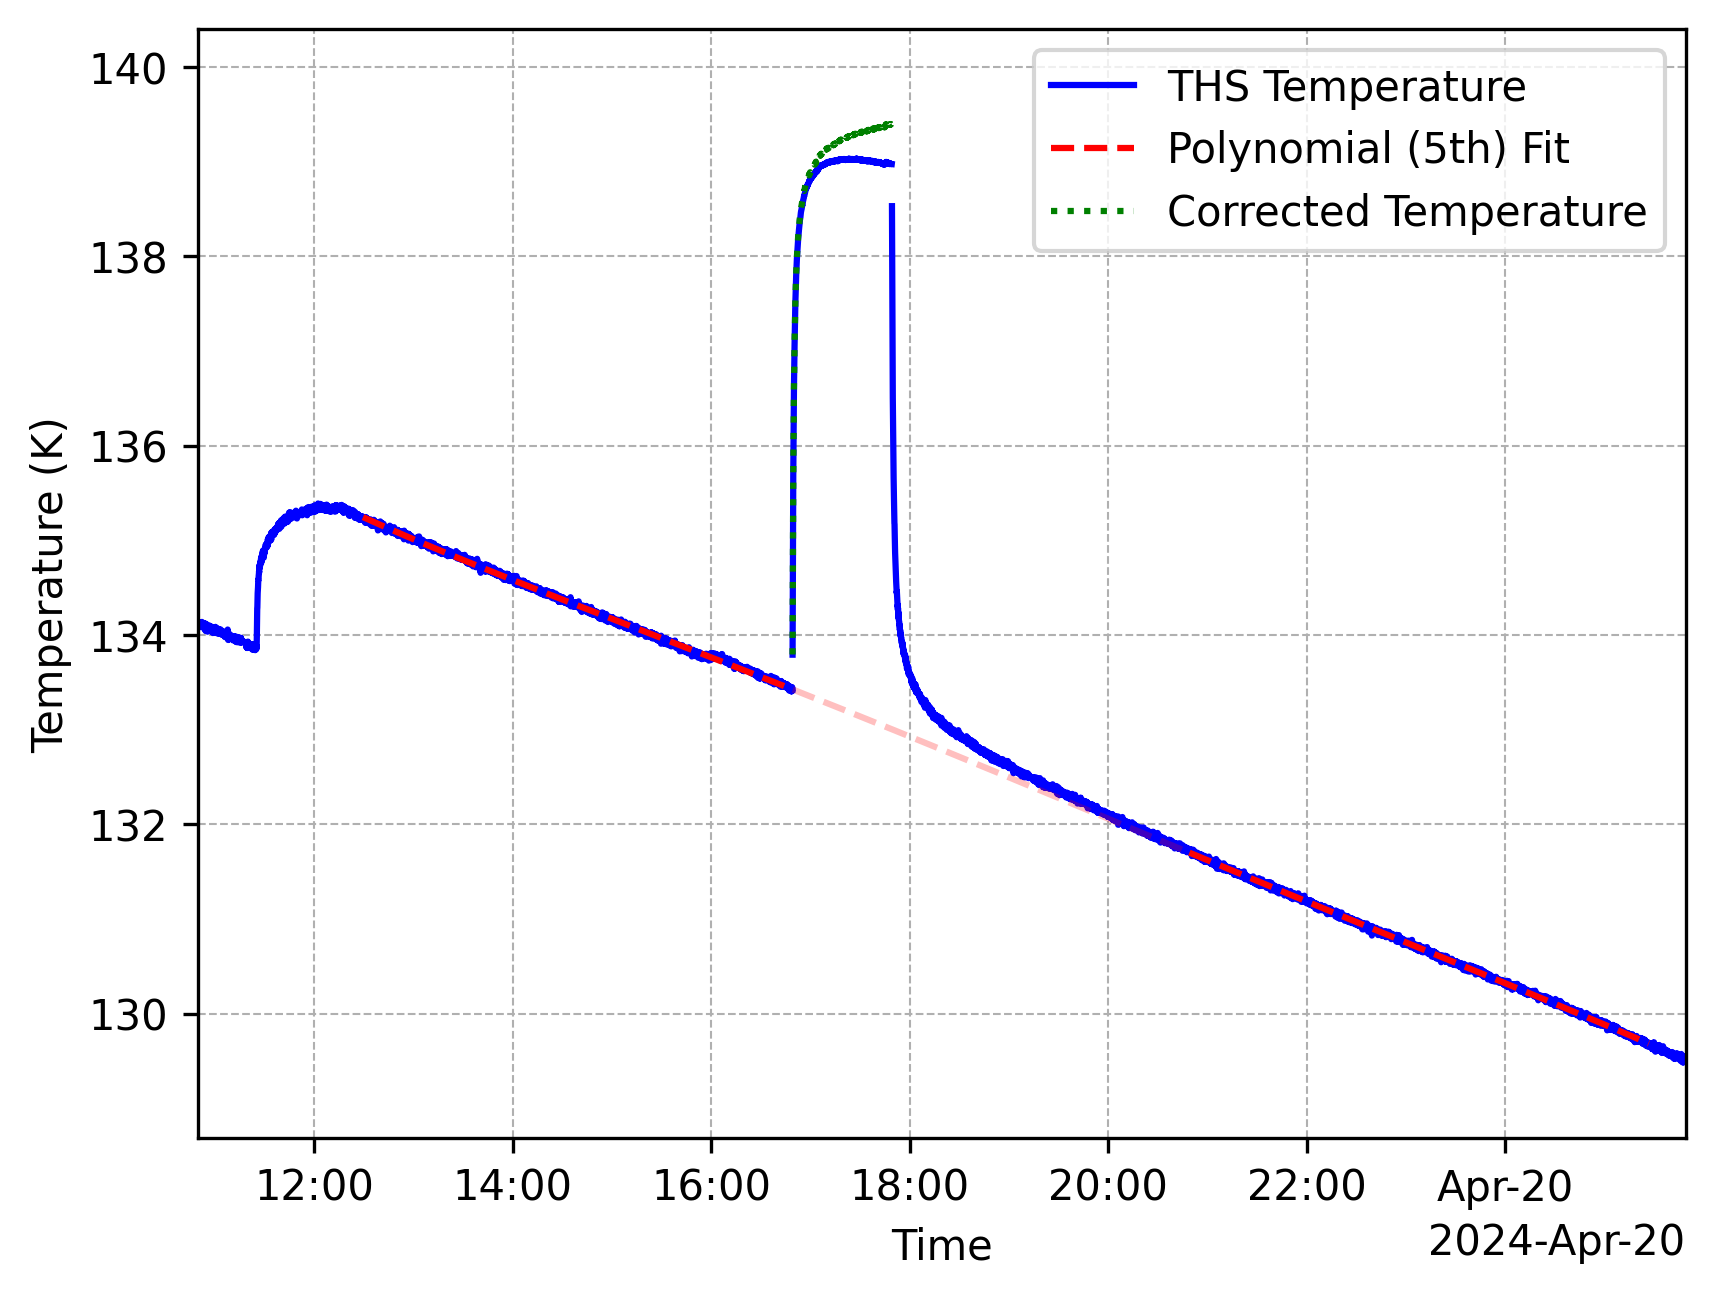 140
138
136
134
132
130
Temperature (K)
THS Temperature
Polynomial (5th) Fit
Corrected Temperature
12:00 14:00 16:00 18:00 20:00 22:00 Apr-20
Time
2024-Apr-20